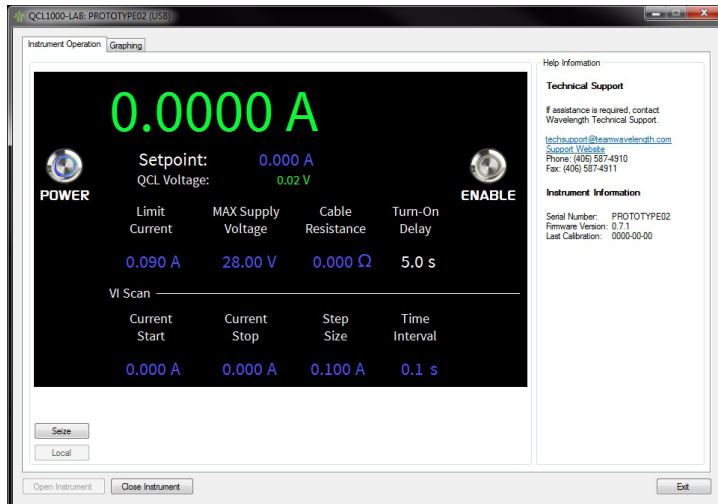 QCL1000-LAB: PROTOTYPE02 (USB)
Instrument Operation Graphing
0.0000 A
Setpoint: 0.000 A
QCL Voltage: 0.02 V
POWER
ENABLE
Limit Current MAX Supply Voltage Cable Resistance Turn-On Delay
0.090 A 28.00 V 0.000 Ω 5.0 s
VI Scan
Current Start Current Stop Step Size Time Interval
0.000 A 0.000 A 0.100 A 0.1 s
Seize
Local
Open Instrument Close Instrument
Help Information
Technical Support
If assistance is required, contact
Wavelength Technical Support.
techsupport@teamwavelength.com
Support Website
Phone: (406) 587-4910
Fax: (406) 587-4911
Instrument Information
Serial Number: PROTOTYPE02
Firmware Version: 0.7.1
Last Calibration: 0000-00-00
Exit